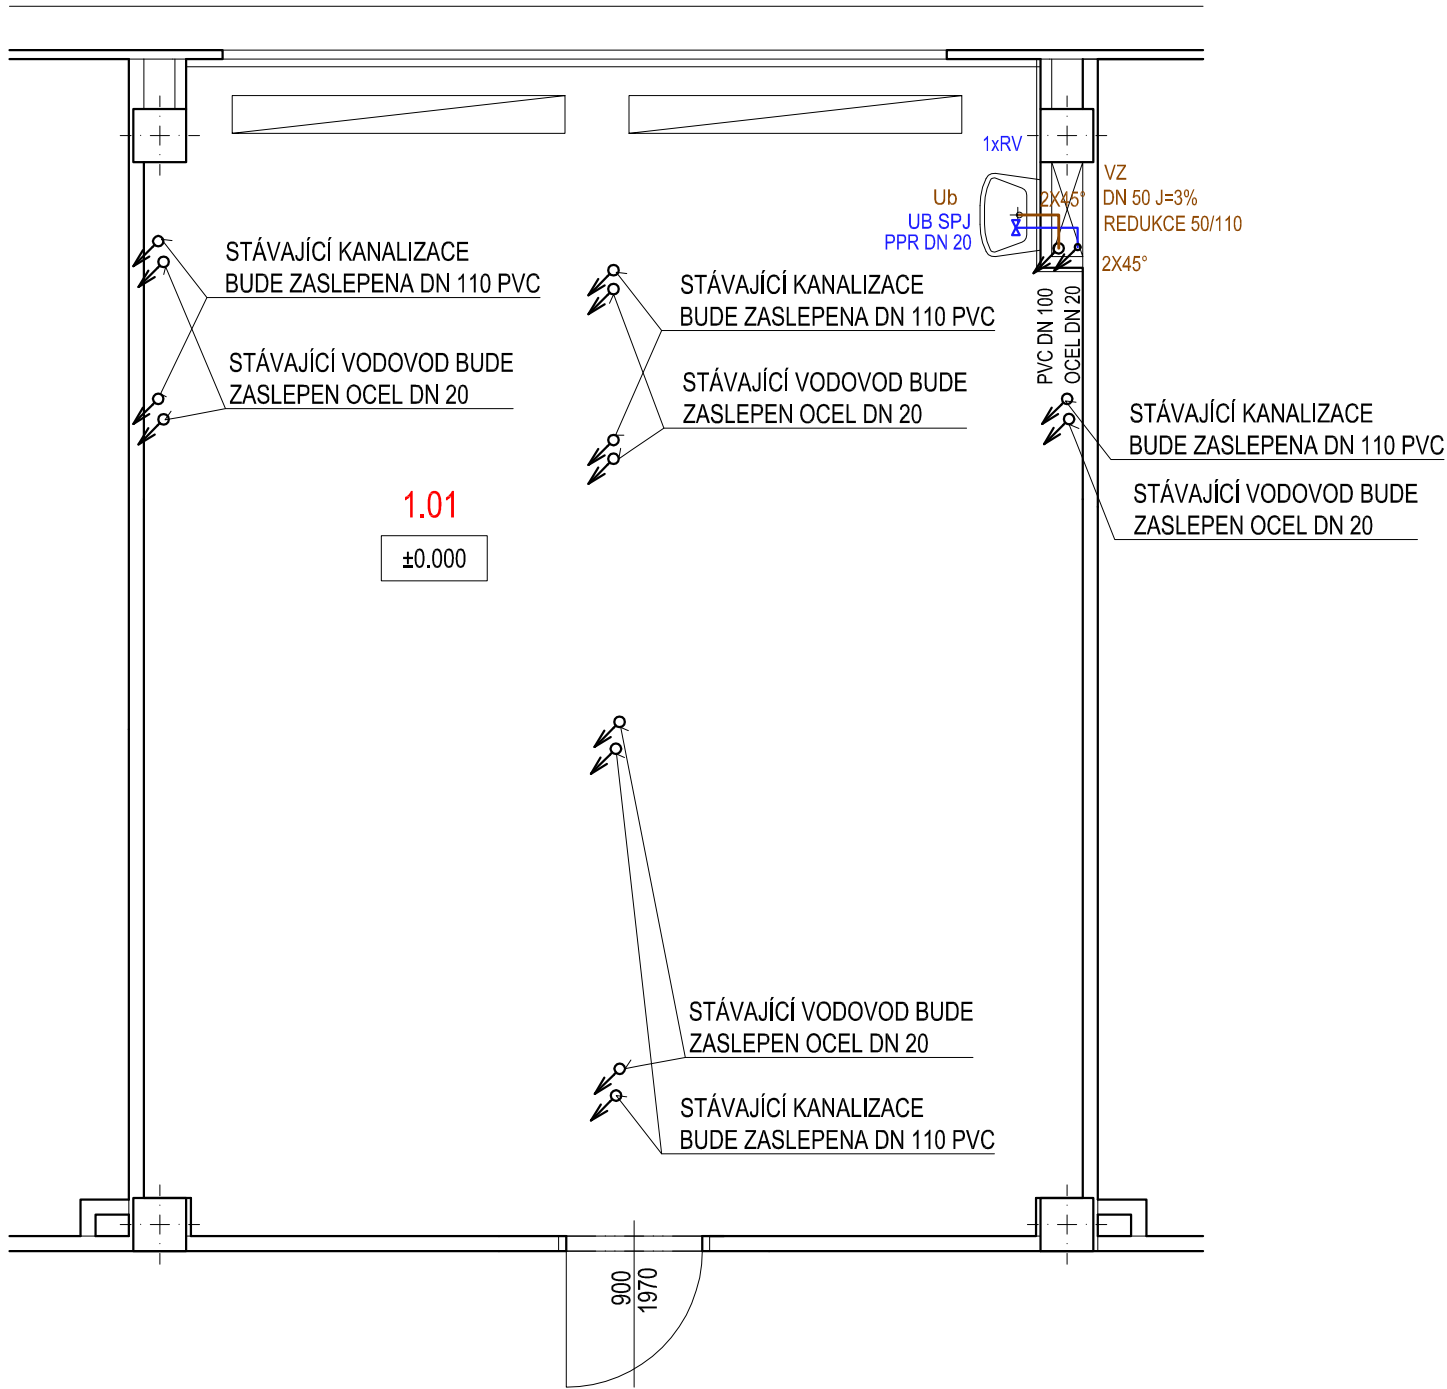 1xRV
VZ
DN 50 J=3%
REDUKCE 50/110
2X45°
2X45°
Ub
UB SPJ
PPR DN 20
PVC DN 100
OCEL DN 20
STÁVAJÍCÍ KANALIZACE
BUDE ZASLEPENA DN 110 PVC
STÁVAJÍCÍ VODOVOD BUDE
ZASLEPEN OCEL DN 20
STÁVAJÍCÍ KANALIZACE
BUDE ZASLEPENA DN 110 PVC
STÁVAJÍCÍ VODOVOD BUDE
ZASLEPEN OCEL DN 20
STÁVAJÍCÍ KANALIZACE
BUDE ZASLEPENA DN 110 PVC
STÁVAJÍCÍ VODOVOD BUDE
ZASLEPEN OCEL DN 20
1.01
±0.000
STÁVAJÍCÍ VODOVOD BUDE
ZASLEPEN OCEL DN 20
STÁVAJÍCÍ KANALIZACE
BUDE ZASLEPENA DN 110 PVC
900
1970